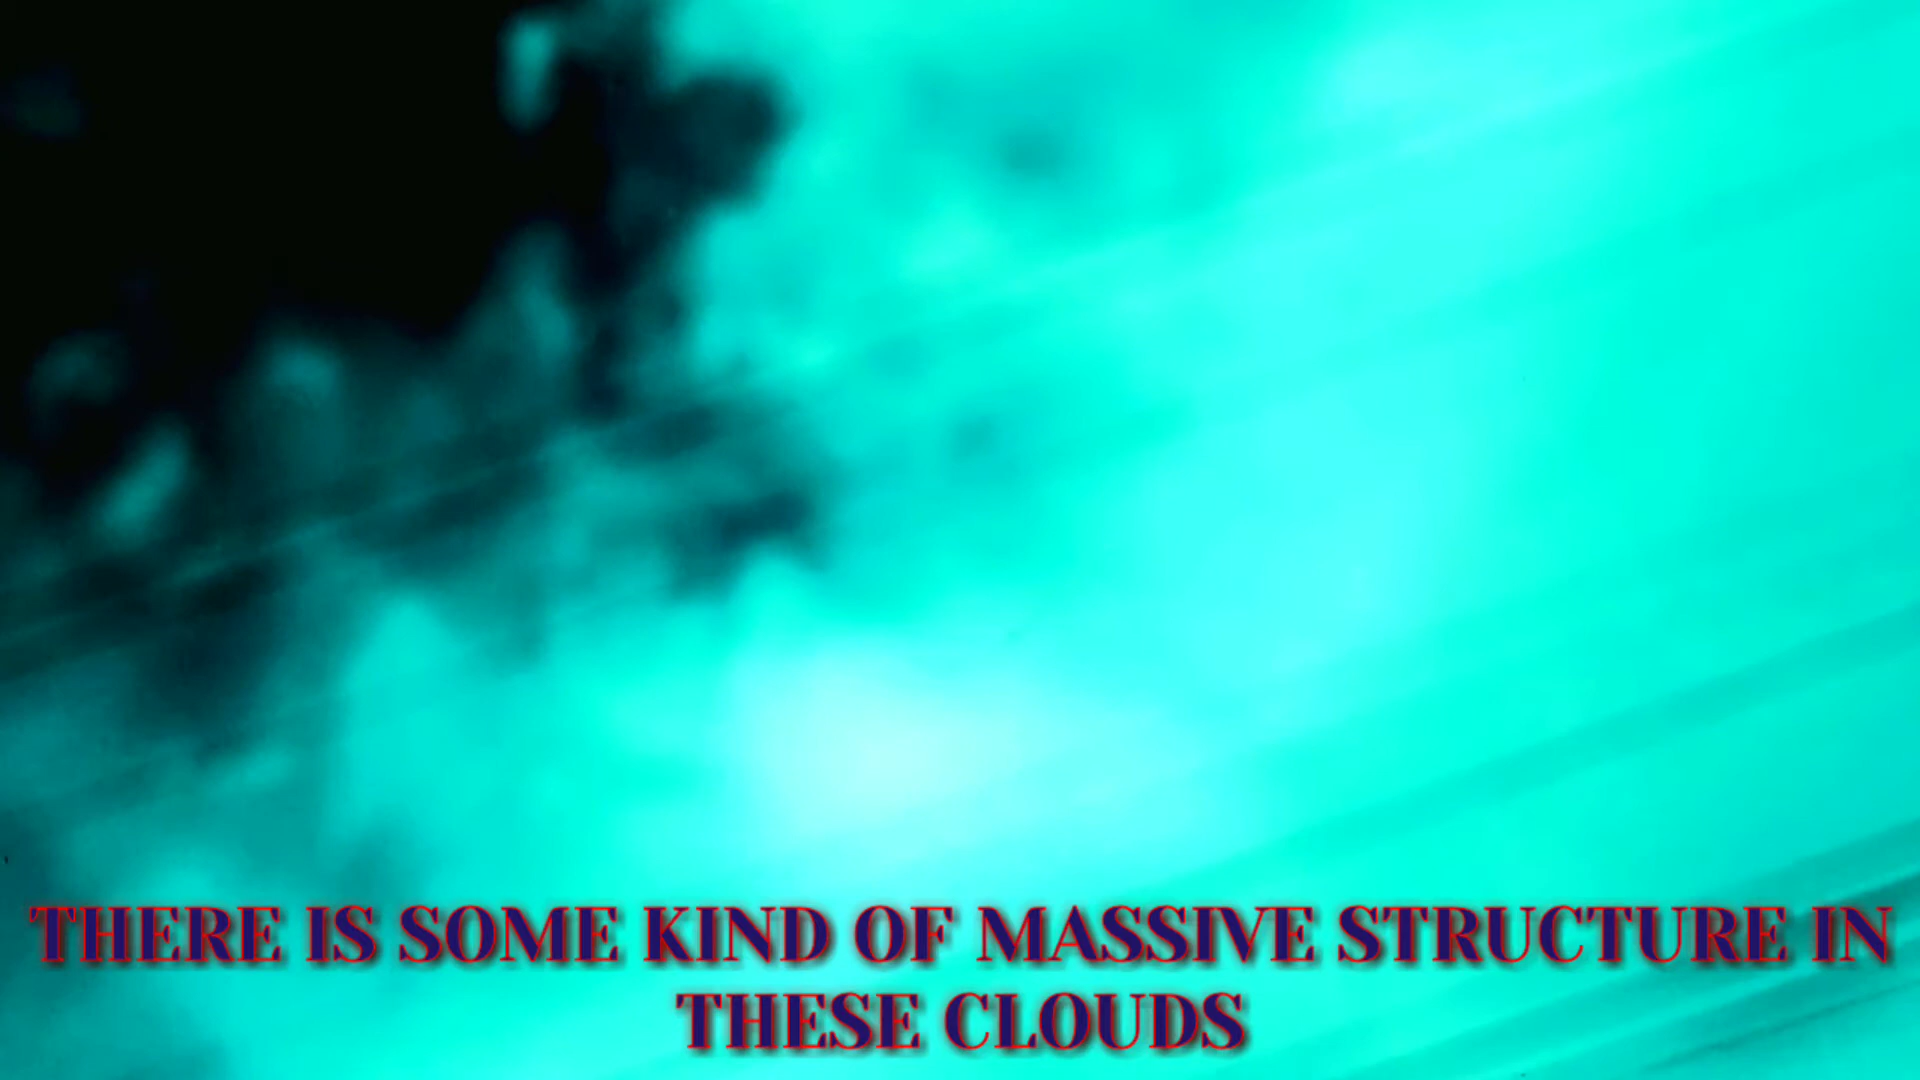 THERE IS SOME KIND OF MASSIVE STRUCTURE IN
THESE CLOUDS